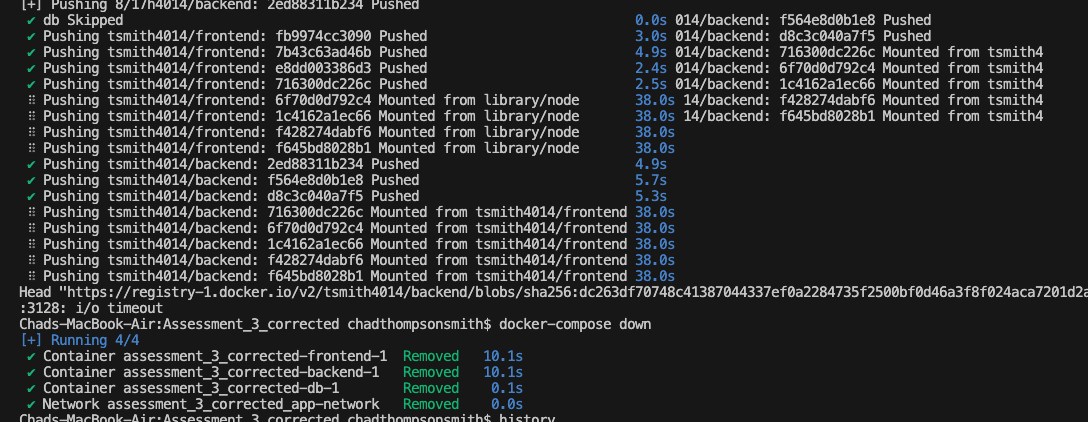 [+] Pushing 8/17h4014/backend: 2ed88311b234 Pushed
✔ db Skipped 0.0s 014/backend: f564e8d0b1e8 Pushed
✔ Pushing tsmith4014/frontend: fb9974cc3090 Pushed 3.0s 014/backend: d8c3c040a7f5 Pushed
✔ Pushing tsmith4014/frontend: 7b43c63ad46b Pushed 4.9s 014/backend: 716300dc226c Mounted from tsmith4
✔ Pushing tsmith4014/frontend: e8dd003386d3 Pushed 2.4s 014/backend: 6f70d0d792c4 Mounted from tsmith4
✔ Pushing tsmith4014/frontend: 716300dc226c Pushed 2.5s 014/backend: 1c4162a1ec66 Mounted from tsmith4
⠿ Pushing tsmith4014/frontend: 6f70d0d792c4 Mounted from library/node 38.0s 14/backend: f428274dabf6 Mounted from tsmith4
⠿ Pushing tsmith4014/frontend: 1c4162a1ec66 Mounted from library/node 38.0s 14/backend: f645bd8028b1 Mounted from tsmith4
⠿ Pushing tsmith4014/frontend: f428274dabf6 Mounted from library/node 38.0s
⠿ Pushing tsmith4014/frontend: f645bd8028b1 Mounted from library/node 38.0s
✔ Pushing tsmith4014/backend: 2ed88311b234 Pushed 4.9s
✔ Pushing tsmith4014/backend: f564e8d0b1e8 Pushed 5.7s
✔ Pushing tsmith4014/backend: d8c3c040a7f5 Pushed 5.3s
⠿ Pushing tsmith4014/backend: 716300dc226c Mounted from tsmith4014/frontend 38.0s
⠿ Pushing tsmith4014/backend: 6f70d0d792c4 Mounted from tsmith4014/frontend 38.0s
⠿ Pushing tsmith4014/backend: 1c4162a1ec66 Mounted from tsmith4014/frontend 38.0s
⠿ Pushing tsmith4014/backend: f428274dabf6 Mounted from tsmith4014/frontend 38.0s
⠿ Pushing tsmith4014/backend: f645bd8028b1 Mounted from tsmith4014/frontend 38.0s
Head "https://registry-1.docker.io/v2/tsmith4014/backend/blobs/sha256:dc263df70748c41387044337ef0a2284735f2500bf0d46a3f8f024aca7201d2a
:3128: i/o timeout
Chads-MacBook-Air:Assessment_3_corrected chadthompsonsmith$ docker-compose down
[+] Running 4/4
✔ Container assessment_3_corrected-frontend-1 Removed 10.1s
✔ Container assessment_3_corrected-backend-1 Removed 10.1s
✔ Container assessment_3_corrected-db-1 Removed 0.1s
✔ Network assessment_3_corrected_app-network Removed 0.0s
Chads-MacBook-Air:Assessment_3_corrected chadthompsonsmith$ history